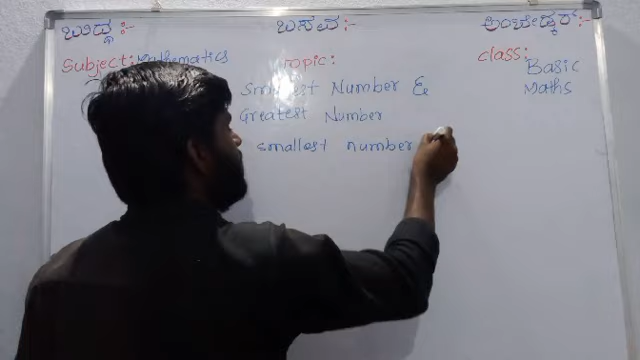 ಬುದ್ಧ:- ಬಸವ:- ಅಂಬೇಡ್ಕರ್:-
Subject: Mathematics Topic: class: Basic
Smallest Number & Maths
Greatest Number
smallest number